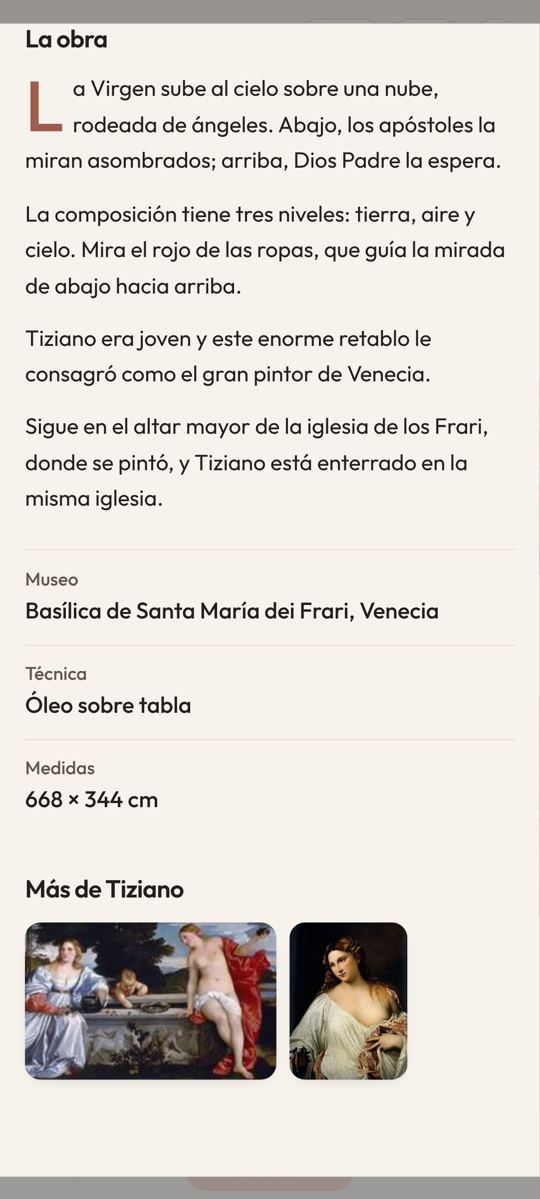 La obra
La Virgen sube al cielo sobre una nube,
rodeada de ángeles. Abajo, los apóstoles la
miran asombrados; arriba, Dios Padre la espera.
La composición tiene tres niveles: tierra, aire y
cielo. Mira el rojo de las ropas, que guía la mirada
de abajo hacia arriba.
Tiziano era joven y este enorme retablo le
consagró como el gran pintor de Venecia.
Sigue en el altar mayor de la iglesia de los Frari,
donde se pintó, y Tiziano está enterrado en la
misma iglesia.
Museo
Basílica de Santa María dei Frari, Venecia
Técnica
Óleo sobre tabla
Medidas
668 × 344 cm
Más de Tiziano